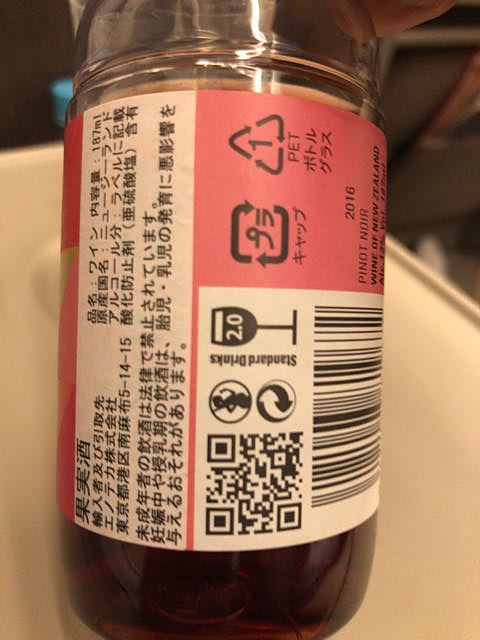 果実酒
品名：ワイン 内容量：187ml
原産国名：ニュージーランド
アルコール分：ラベルに記載
酸化防止剤（亜硫酸塩）含有
輸入者及び引取先
エノテカ株式会社
東京都港区南麻布5-14-15
未成年者の飲酒は法律で禁止されています。
妊娠中や授乳期の飲酒は、胎児・乳児の発育に悪影響を
与えるおそれがあります。
1
PET
ボトル
グラス
プラ
キャップ
2.0
Standard Drinks
2016
PINOT NOIR
WINE OF NEW ZEALAND